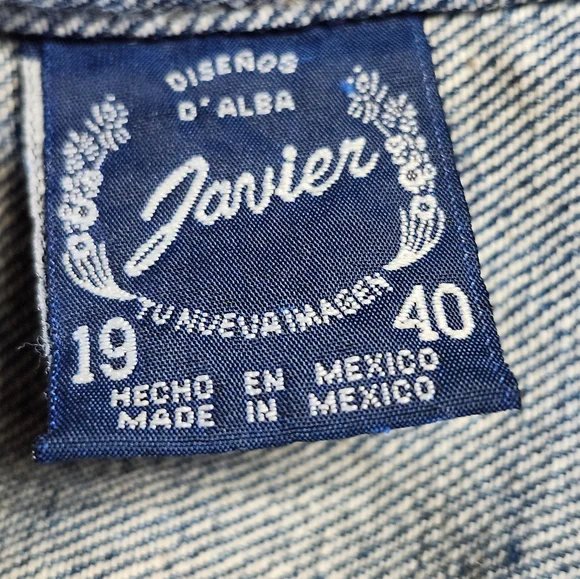 DISEÑOS
D'ALBA
Javier
TU NUEVA IMAGEN
19 40
HECHO EN MEXICO
MADE IN MEXICO